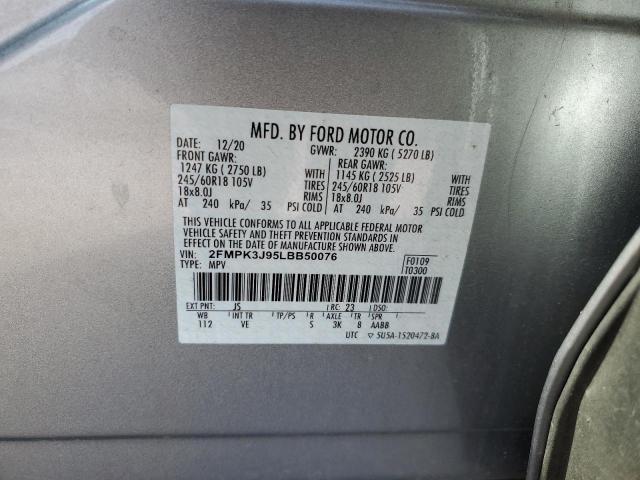 MFD. BY FORD MOTOR CO.
DATE: 12/20 GVWR: 2390 KG ( 5270 LB)
FRONT GAWR: REAR GAWR:
1247 KG ( 2750 LB) 1145 KG ( 2525 LB)
245/60R18 105V TIRES 245/60R18 105V TIRES
18x8.0J RIMS 18x8.0J RIMS
AT 240 kPa/ 35 PSI COLD AT 240 kPa/ 35 PSI COLD
THIS VEHICLE CONFORMS TO ALL APPLICABLE FEDERAL MOTOR
VEHICLE SAFETY AND THEFT PREVENTION STANDARDS IN
EFFECT ON THE DATE OF MANUFACTURE SHOWN ABOVE.
VIN: 2FMPK3J95LBB50076 F0109
TYPE: MPV T0300
EXT PNT: JS RC: 23 DSO:
WB INT TR TP/PS R AXLE TR SPR
112 VE S 3K 8 AABB
UTC ▽ 5U5A-1520472-BA